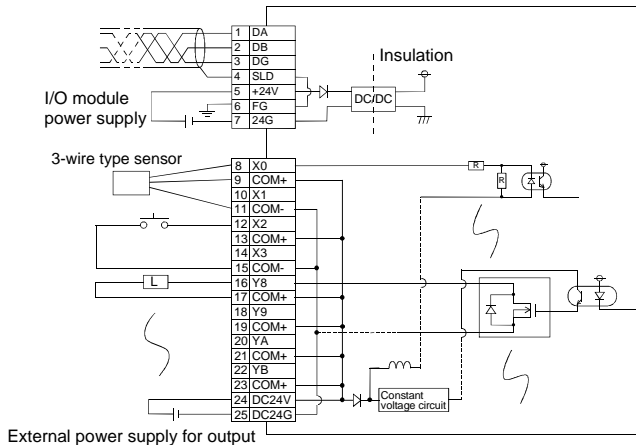 1 DA
2 DB
3 DG
4 SLD
5 +24V
6 FG
7 24G
Insulation
DC/DC
I/O module
power supply
3-wire type sensor
8 X0
9 COM+
10 X1
11 COM-
12 X2
13 COM+
14 X3
15 COM-
16 Y8
17 COM+
18 Y9
19 COM+
20 YA
21 COM+
22 YB
23 COM+
24 DC24V
25 DC24G
R
R
L
Constant
voltage circuit
External power supply for output